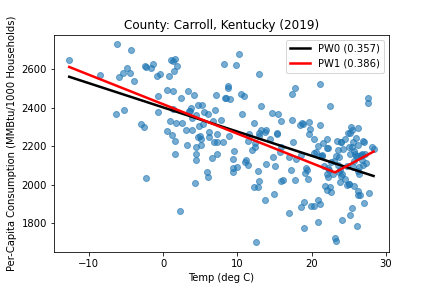 County: Carroll, Kentucky (2019)
PW0 (0.357)
PW1 (0.386)
Per-Capita Consumption (MMBtu/1000 Households)
2600
2400
2200
2000
1800
−10 0 10 20 30
Temp (deg C)